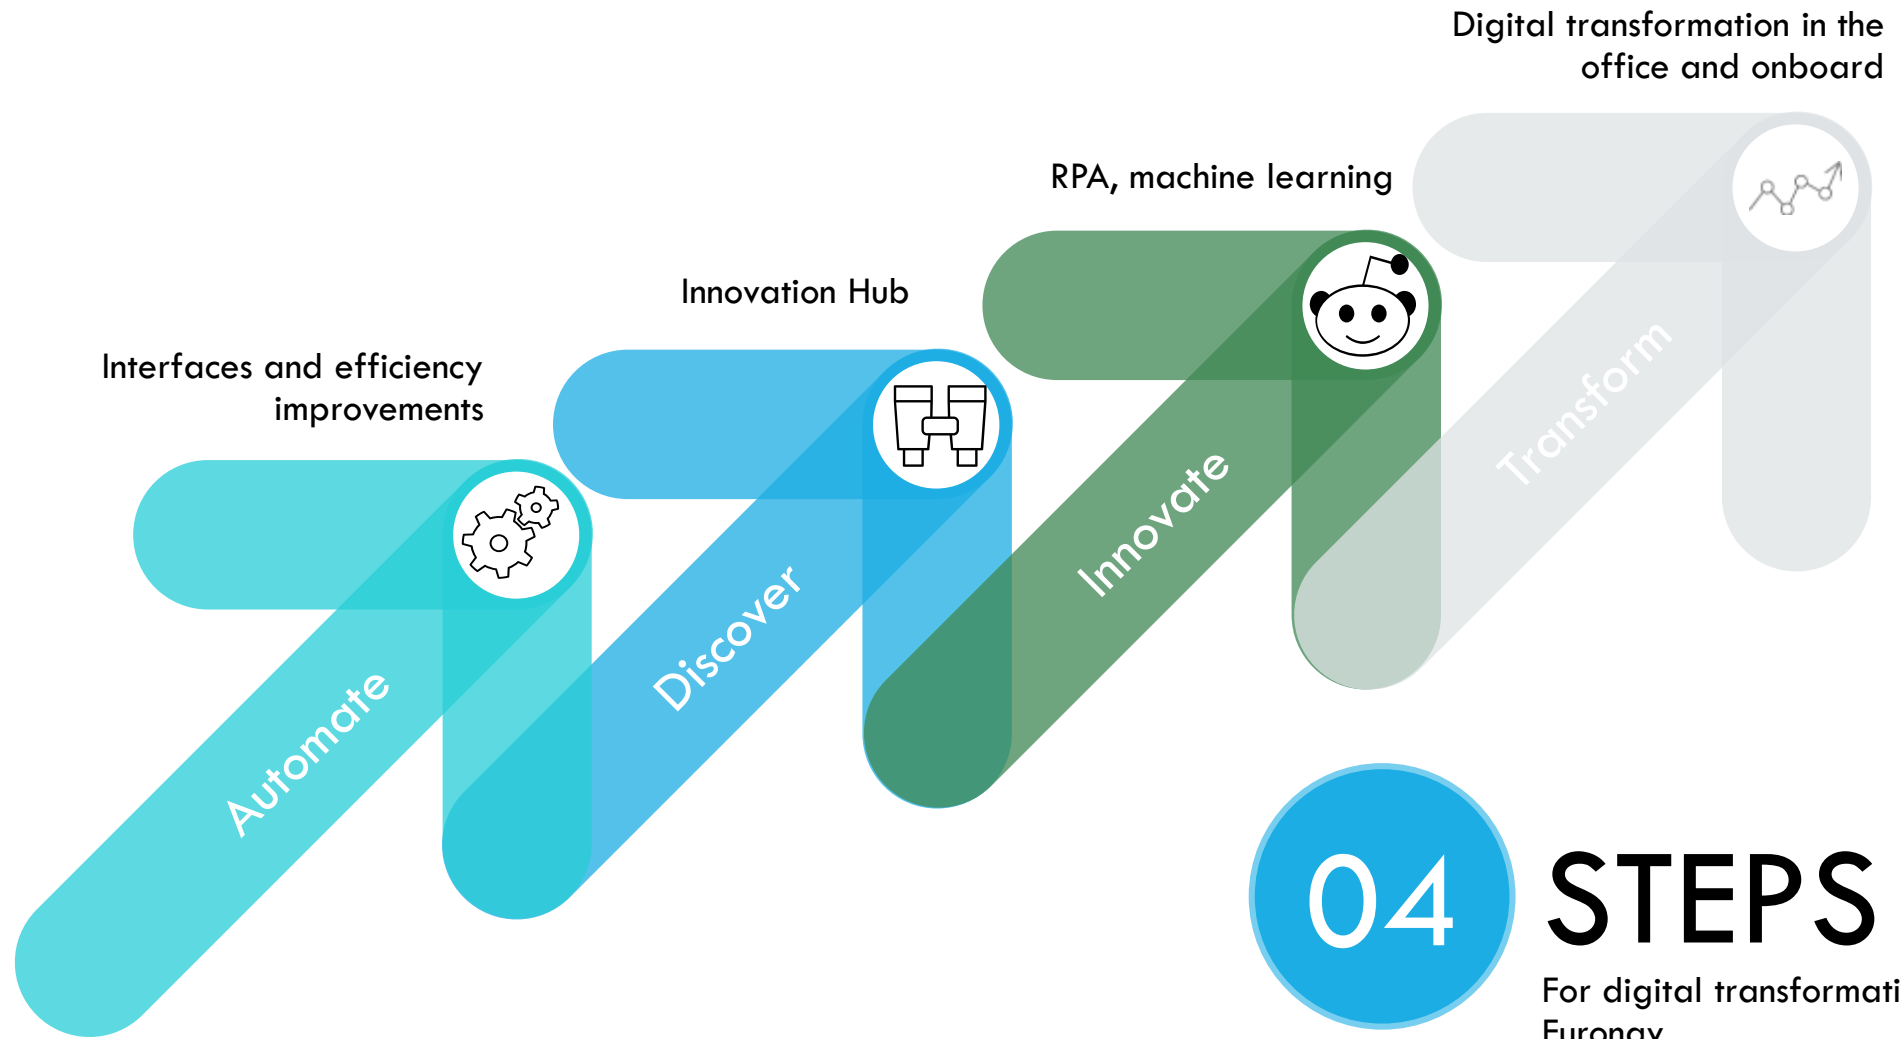 Digital transformation in the
office and onboard
RPA, machine learning
Innovation Hub
Interfaces and efficiency
improvements
Automate
Discover
Innovate
Transform
04
STEPS
For digital transformati
Euronav